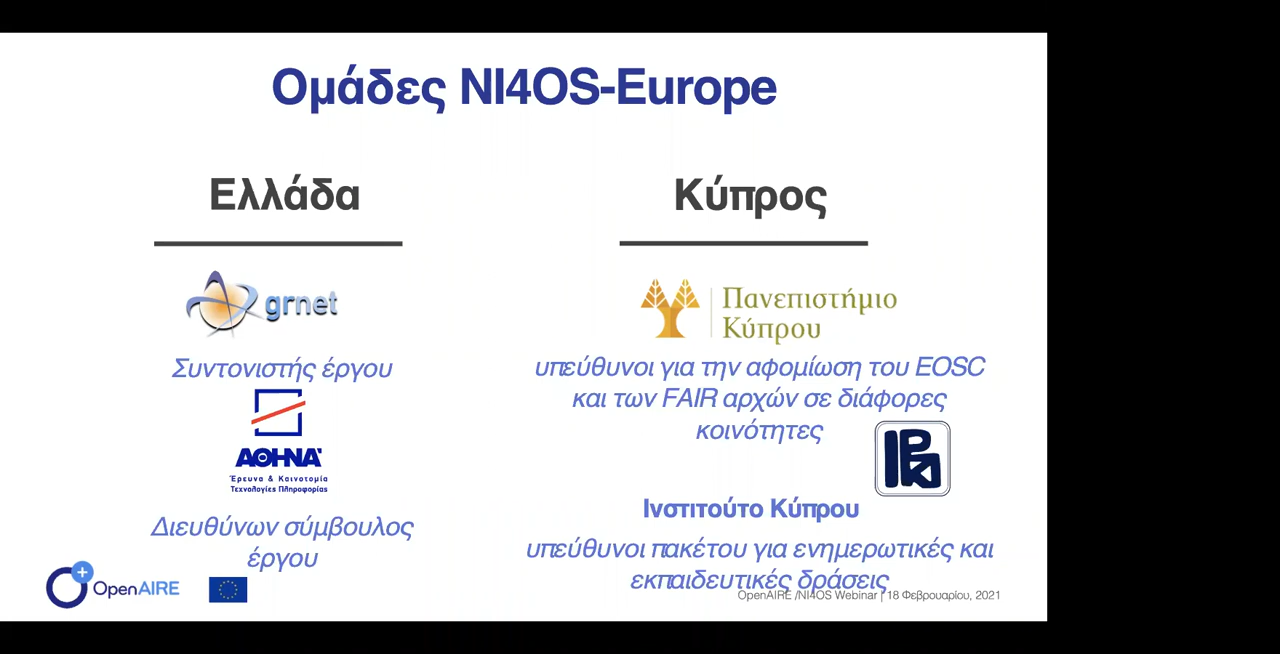 Ομάδες NI4OS-Europe
Ελλάδα
grnet
Συντονιστής έργου
ΑΘΗΝΑ
Έρευνα & Καινοτομία
Τεχνολογίες Πληροφορίας
Διευθύνων σύμβουλος
έργου
Κύπρος
Πανεπιστήμιο
Κύπρου
υπεύθυνοι για την αφομίωση του EOSC
και των FAIR αρχών σε διάφορες
κοινότητες
Ινστιτούτο Κύπρου
υπεύθυνοι πακέτου για ενημερωτικές και
εκπαιδευτικές δράσεις
OpenAIRE
OpenAIRE /NI4OS Webinar | 18 Φεβρουαρίου, 2021